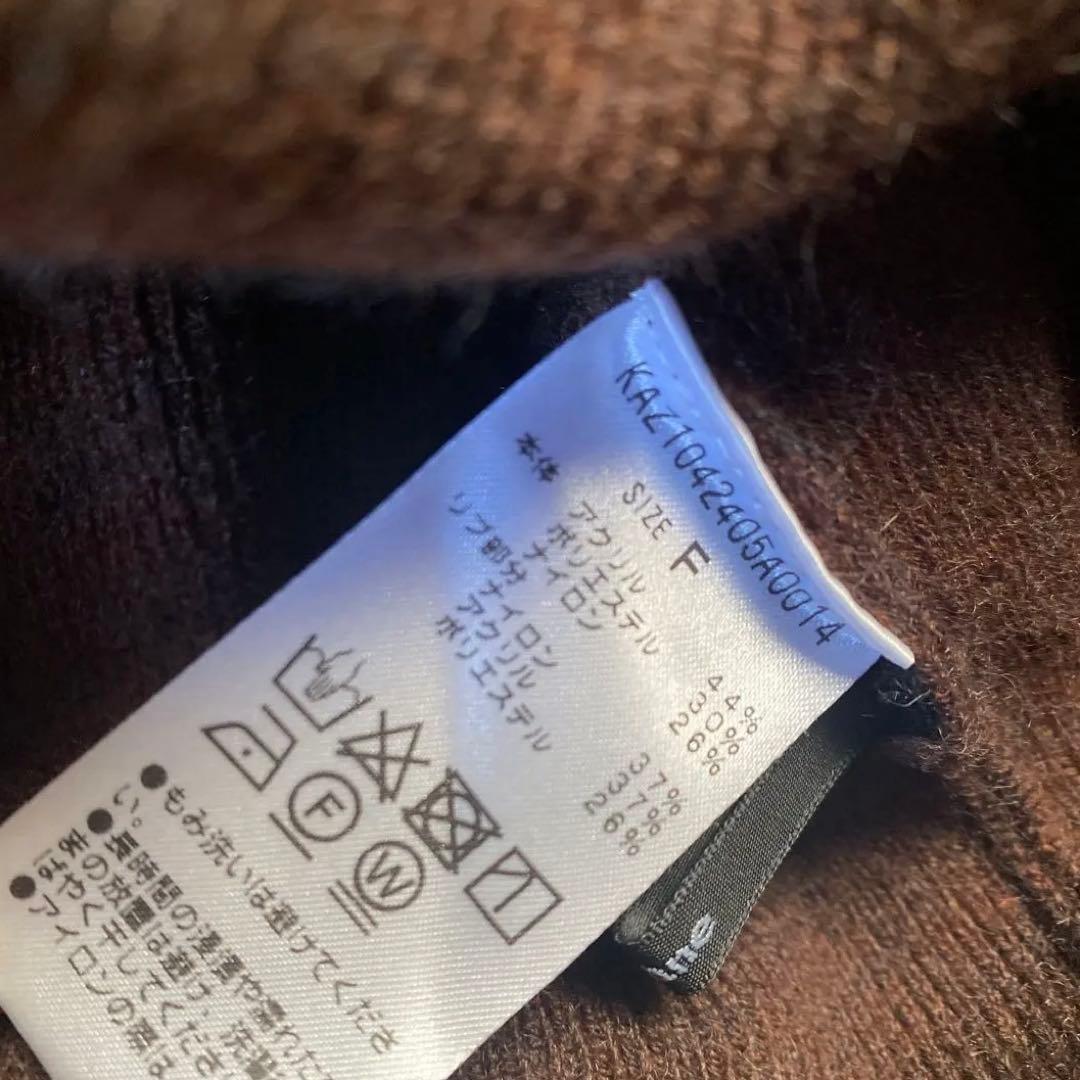 KAZ1042405A0014
SIZE F
本体 アクリル 44%
ポリエステル 30%
ナイロン 26%
リブ部分 ナイロン 37%
アクリル 37%
ポリエステル 26%
F
W
●もみ洗いは避けてくださ
い。
●長時間の浸漬や濡れた
ままの放置は避け、洗濯
はやく干してくださ
●アイロンの際は